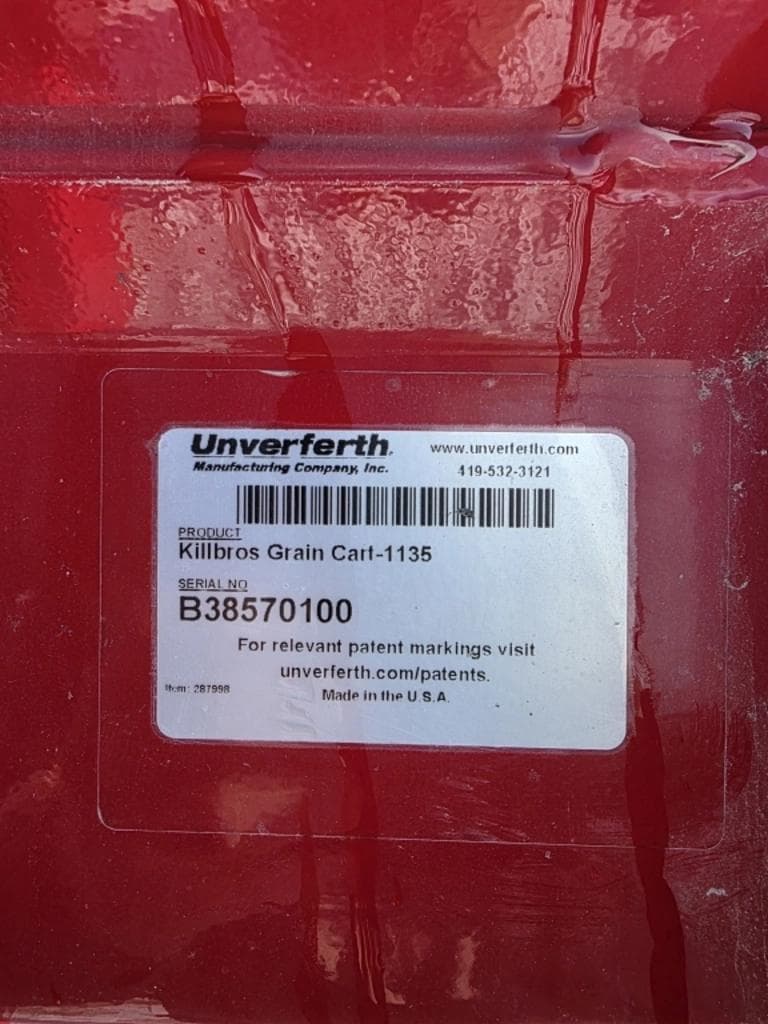 Unverferth®
Manufacturing Company, Inc.
www.unverferth.com
419-532-3121
PRODUCT
Killbros Grain Cart-1135
SERIAL NO
B38570100
For relevant patent markings visit
unverferth.com/patents.
Item: 287998
Made in the U.S.A.